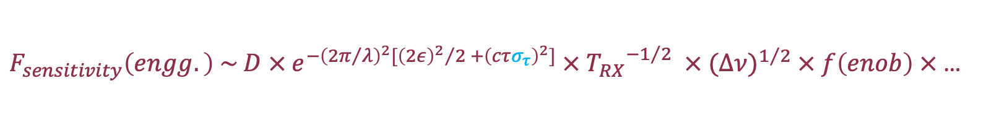 F_sensitivity(engg.) ~ D × e^{−(2π/λ)²[(2ϵ)²/2 +(cτσ_τ)²]} × T_RX^{−1/2} × (Δν)^{1/2} × f(enob) × ...